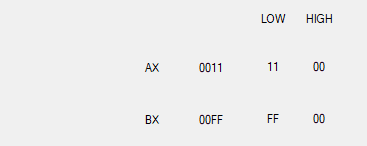 LOW HIGH
AX 0011 11 00
BX 00FF FF 00